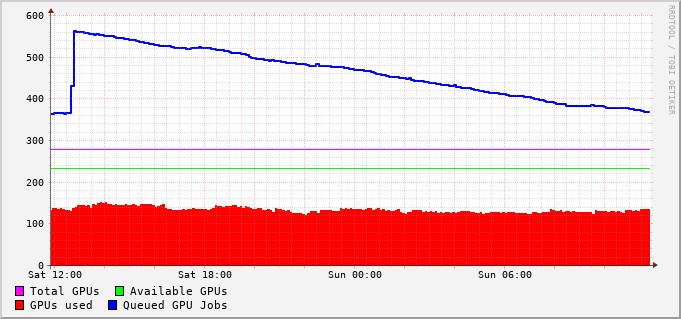 600
500
400
300
200
100
0
Sat 12:00 Sat 18:00 Sun 00:00 Sun 06:00
Total GPUs Available GPUs
GPUs used Queued GPU Jobs
RRDTOOL / TOBI OETIKER